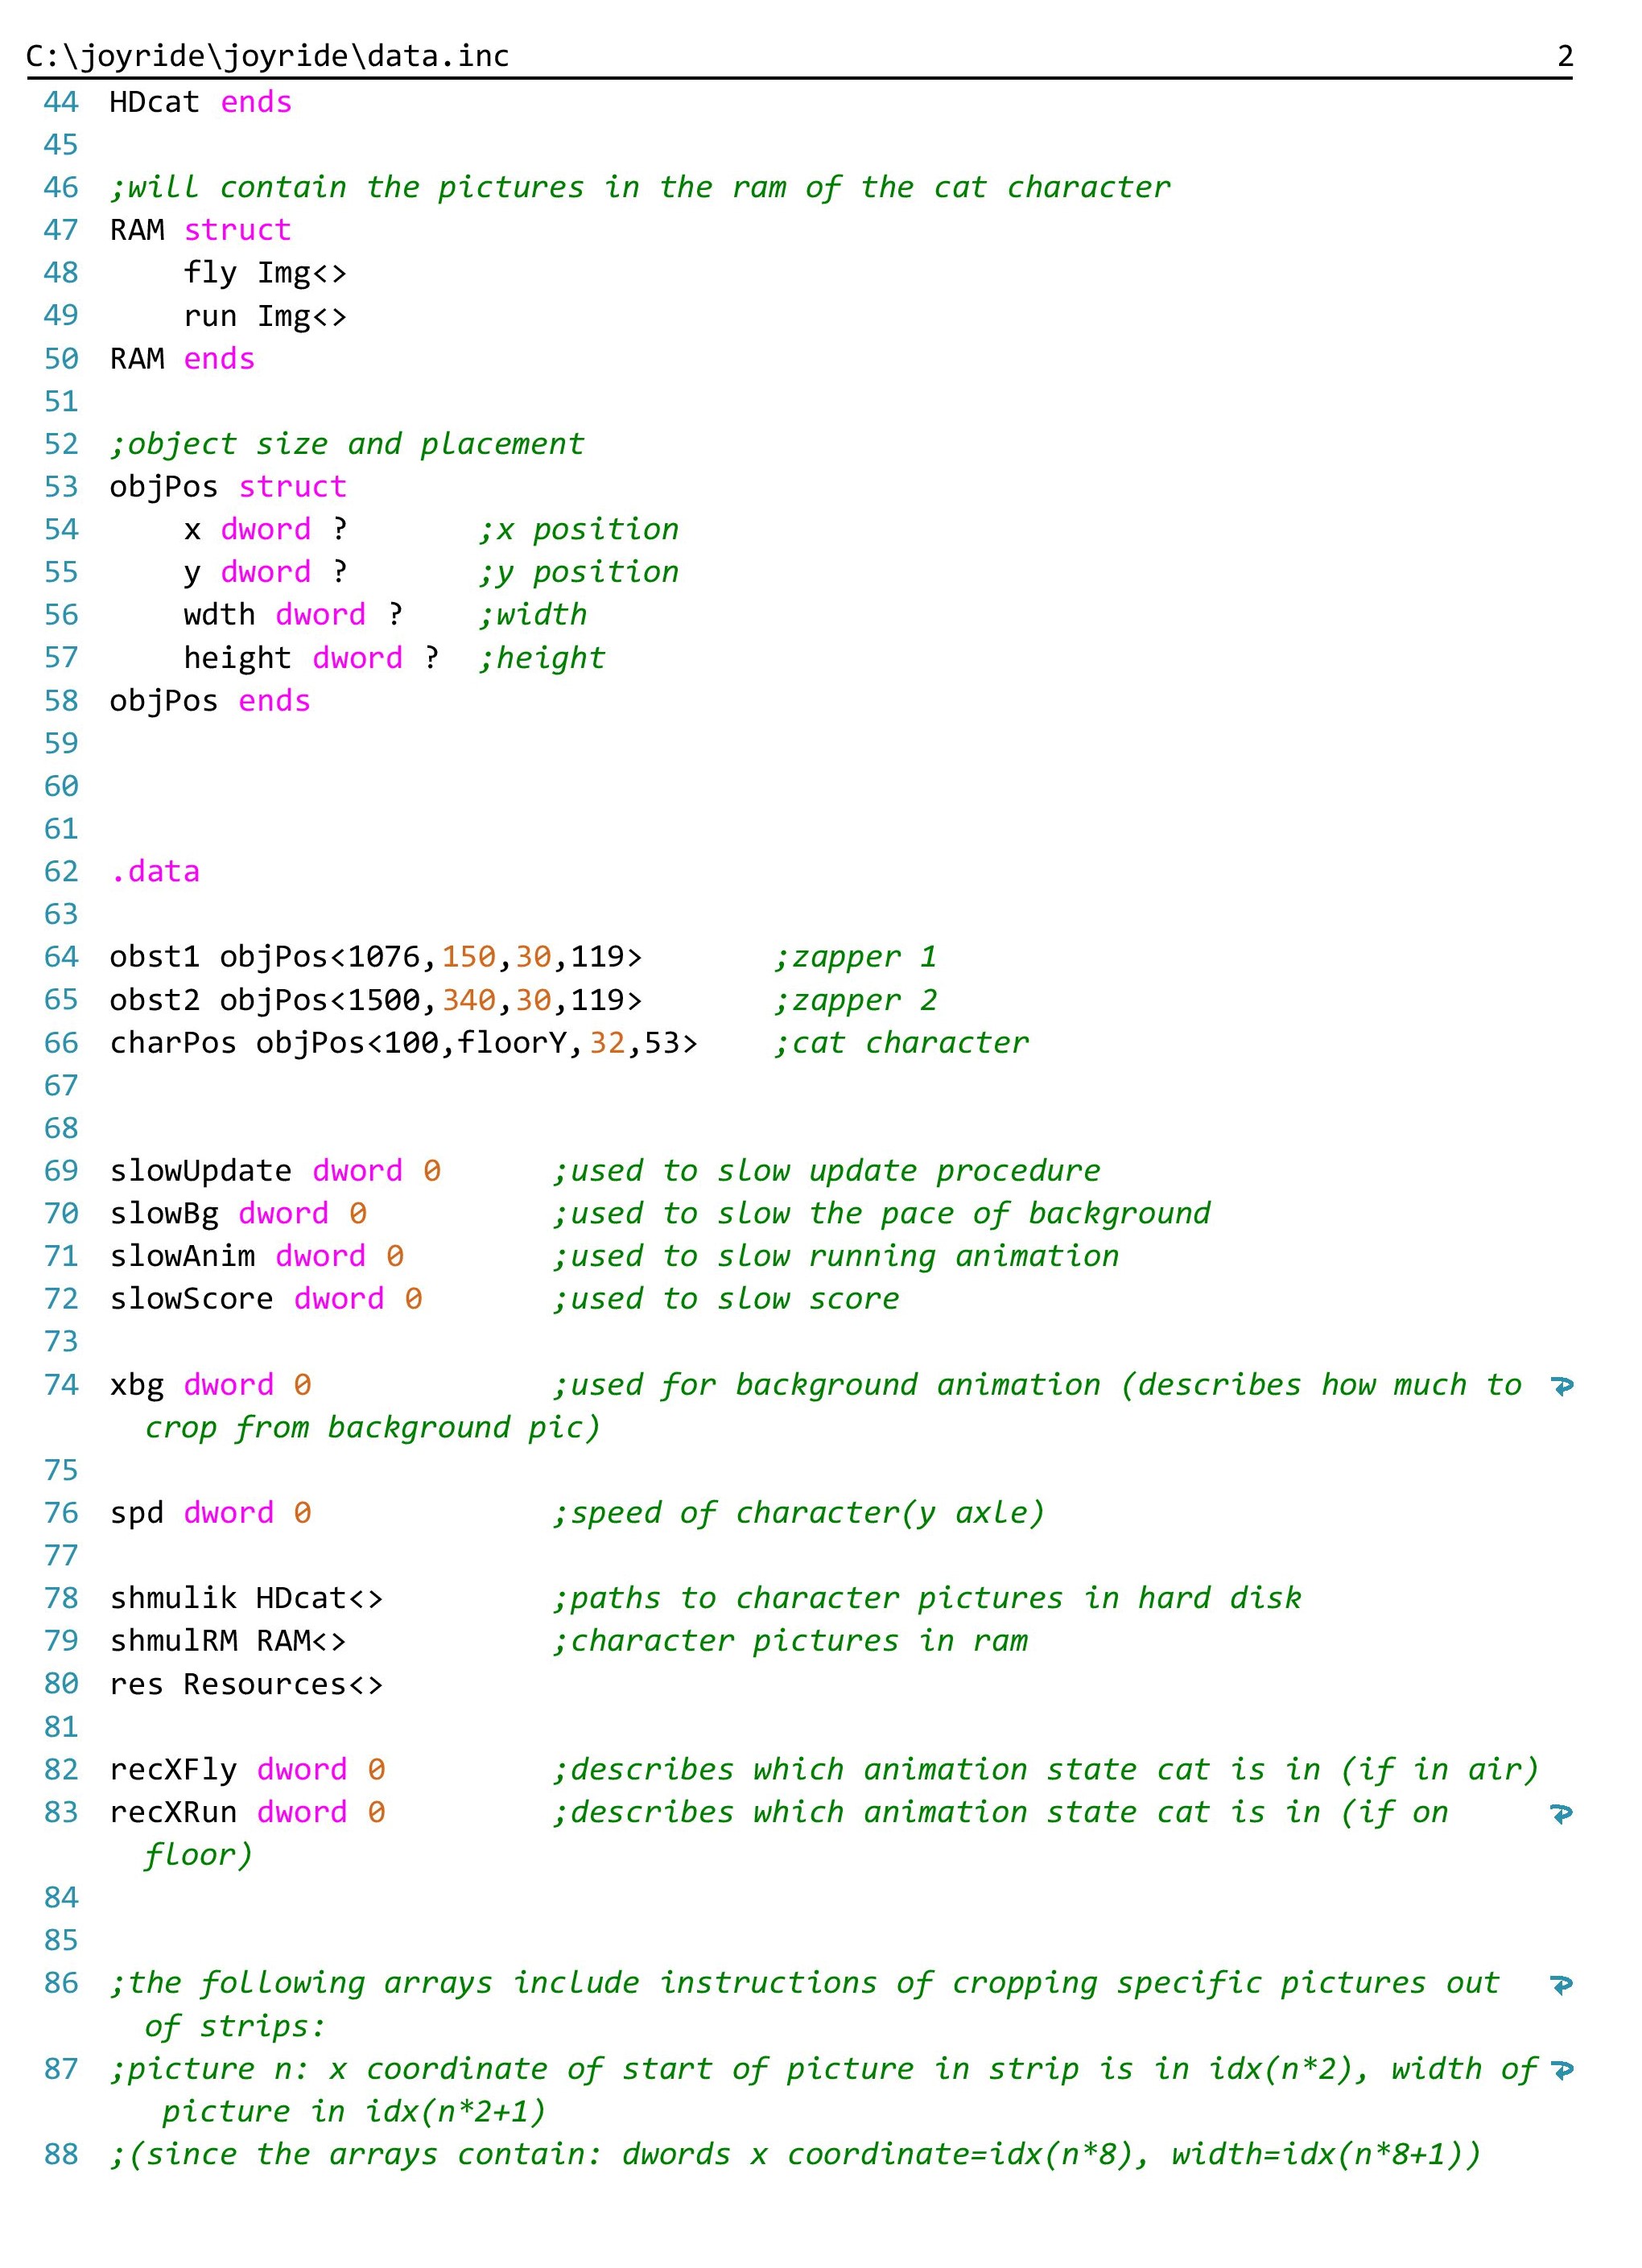 C:\joyride\joyride\data.inc 2
44 HDcat ends
45
46 ;will contain the pictures in the ram of the cat character
47 RAM struct
48     fly Img<>
49     run Img<>
50 RAM ends
51
52 ;object size and placement
53 objPos struct
54     x dword ?       ;x position
55     y dword ?       ;y position
56     wdth dword ?    ;width
57     height dword ?  ;height
58 objPos ends
59
60
61
62 .data
63
64 obst1 objPos<1076,150,30,119>       ;zapper 1
65 obst2 objPos<1500,340,30,119>       ;zapper 2
66 charPos objPos<100,floorY,32,53>    ;cat character
67
68
69 slowUpdate dword 0      ;used to slow update procedure
70 slowBg dword 0          ;used to slow the pace of background
71 slowAnim dword 0        ;used to slow running animation
72 slowScore dword 0       ;used to slow score
73
74 xbg dword 0             ;used for background animation (describes how much to
crop from background pic)
75
76 spd dword 0             ;speed of character(y axle)
77
78 shmulik HDcat<>         ;paths to character pictures in hard disk
79 shmulRM RAM<>           ;character pictures in ram
80 res Resources<>
81
82 recXFly dword 0         ;describes which animation state cat is in (if in air)
83 recXRun dword 0         ;describes which animation state cat is in (if on
floor)
84
85
86 ;the following arrays include instructions of cropping specific pictures out
of strips:
87 ;picture n: x coordinate of start of picture in strip is in idx(n*2), width of
picture in idx(n*2+1)
88 ;(since the arrays contain: dwords x coordinate=idx(n*8), width=idx(n*8+1))